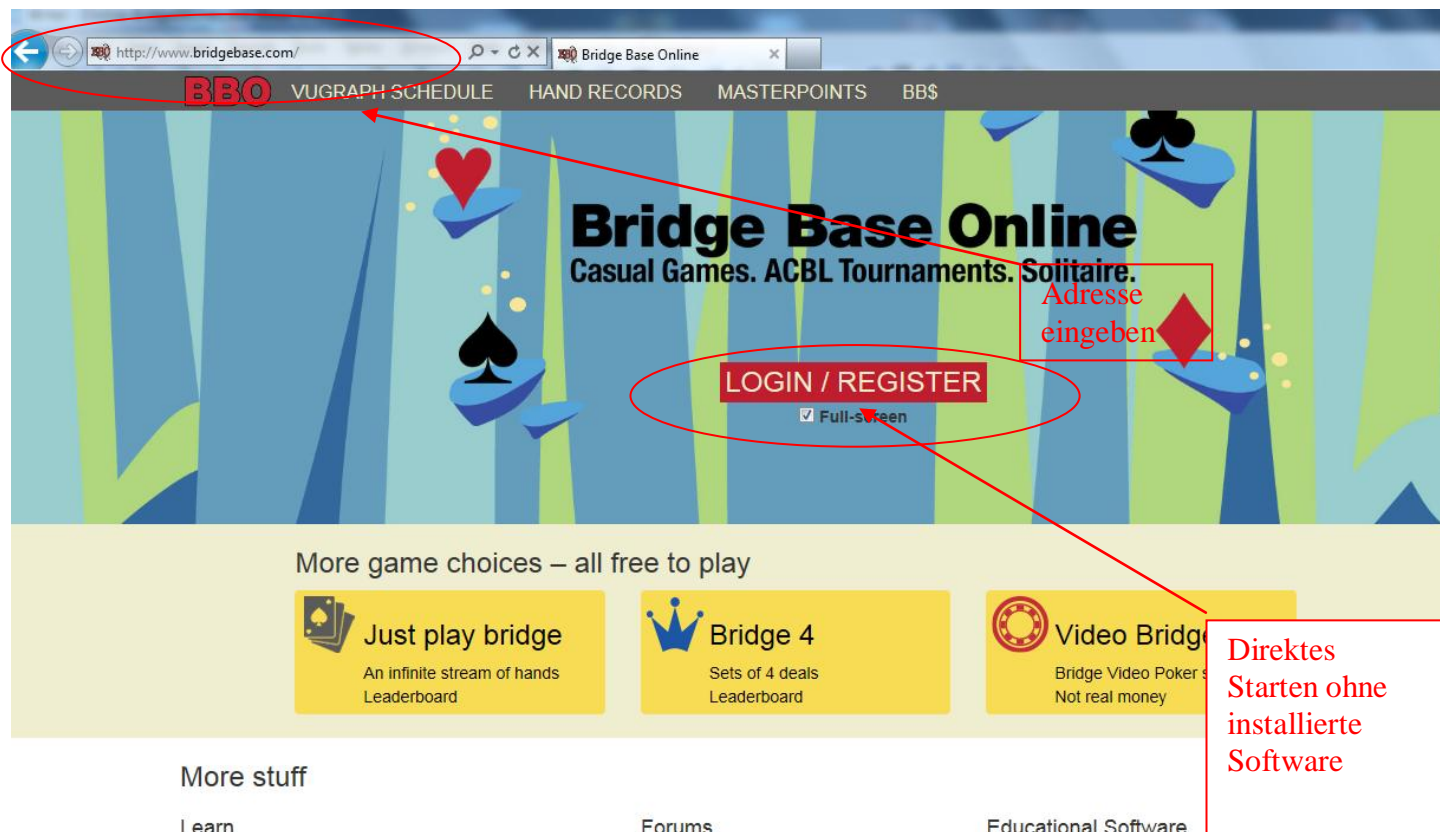 http://www.bridgebase.com/
Bridge Base Online
BBO VUGRAPH SCHEDULE HAND RECORDS MASTERPOINTS BB$
Bridge Base Online
Casual Games. ACBL Tournaments. Solitaire.
Adresse
eingeben
LOGIN / REGISTER
Full-screen
More game choices – all free to play
Just play bridge
An infinite stream of hands
Leaderboard
Bridge 4
Sets of 4 deals
Leaderboard
Video Bridge
Bridge Video Poker
Not real money
Direktes
Starten ohne
installierte
Software
More stuff
Learn Forums Educational Software